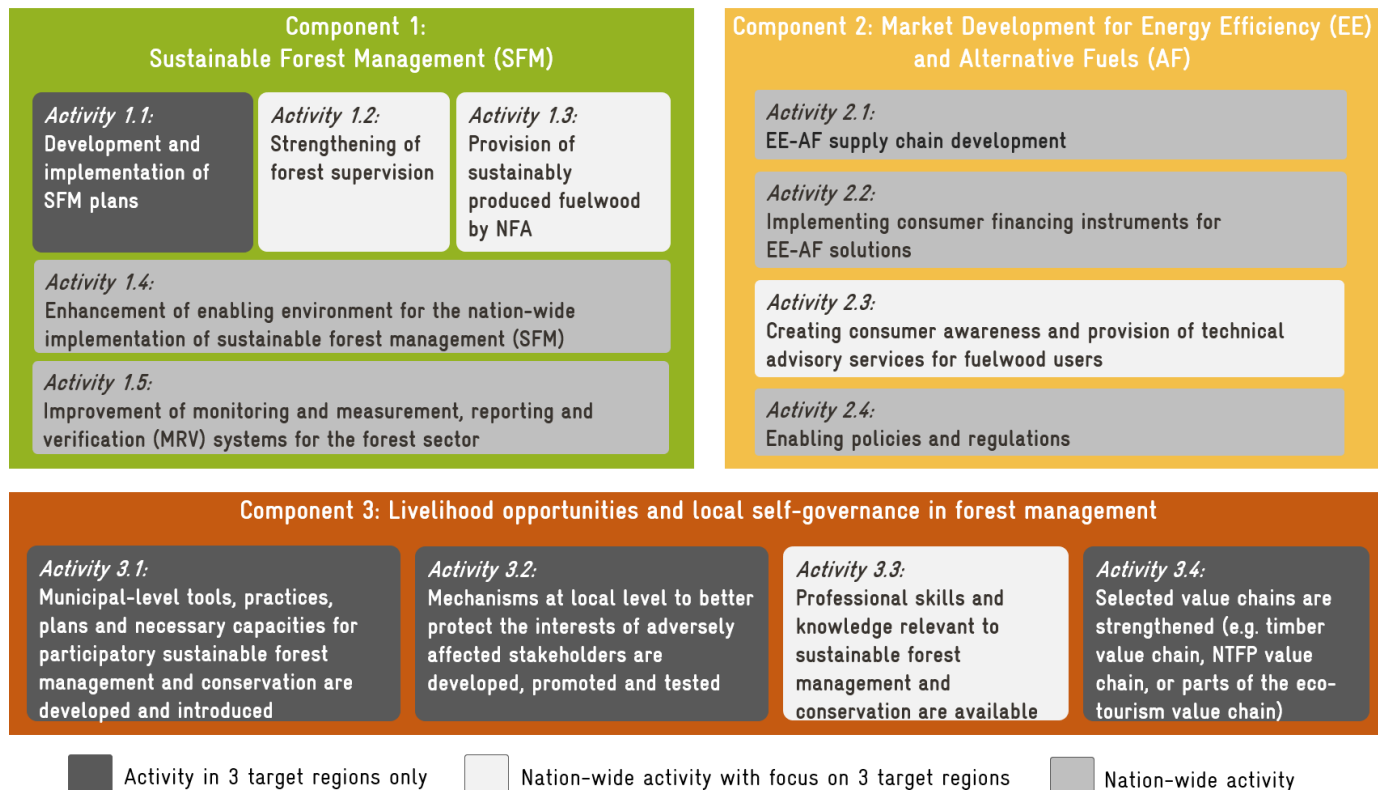 Component 1:
Sustainable Forest Management (SFM)
Activity 1.1:
Development and
implementation of
SFM plans
Activity 1.2:
Strengthening of
forest supervision
Activity 1.3:
Provision of
sustainably
produced fuelwood
by NFA
Activity 1.4:
Enhancement of enabling environment for the nation-wide
implementation of sustainable forest management (SFM)
Activity 1.5:
Improvement of monitoring and measurement, reporting and
verification (MRV) systems for the forest sector
Component 2: Market Development for Energy Efficiency (EE)
and Alternative Fuels (AF)
Activity 2.1:
EE-AF supply chain development
Activity 2.2:
Implementing consumer financing instruments for
EE-AF solutions
Activity 2.3:
Creating consumer awareness and provision of technical
advisory services for fuelwood users
Activity 2.4:
Enabling policies and regulations
Component 3: Livelihood opportunities and local self-governance in forest management
Activity 3.1:
Municipal-level tools, practices,
plans and necessary capacities for
participatory sustainable forest
management and conservation are
developed and introduced
Activity 3.2:
Mechanisms at local level to better
protect the interests of adversely
affected stakeholders are
developed, promoted and tested
Activity 3.3:
Professional skills and
knowledge relevant to
sustainable forest
management and
conservation are available
Activity 3.4:
Selected value chains are
strengthened (e.g. timber
value chain, NTFP value
chain, or parts of the eco-
tourism value chain)
Activity in 3 target regions only
Nation-wide activity with focus on 3 target regions
Nation-wide activity